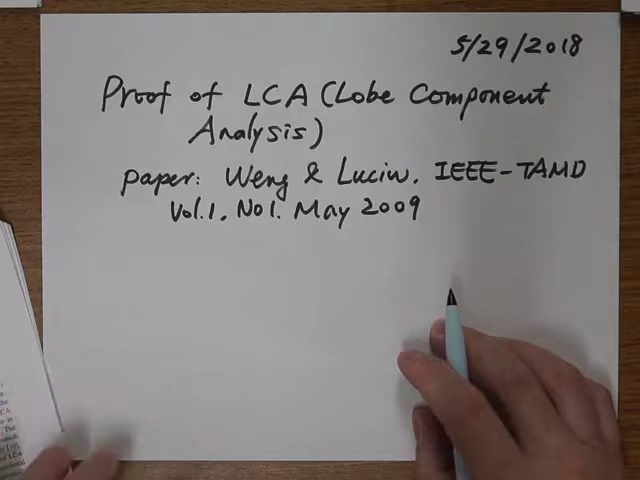 5/29/2018
Proof of LCA (Lobe Component
Analysis)
paper: Weng & Luciw. IEEE-TAMD
Vol.1. No1. May 2009